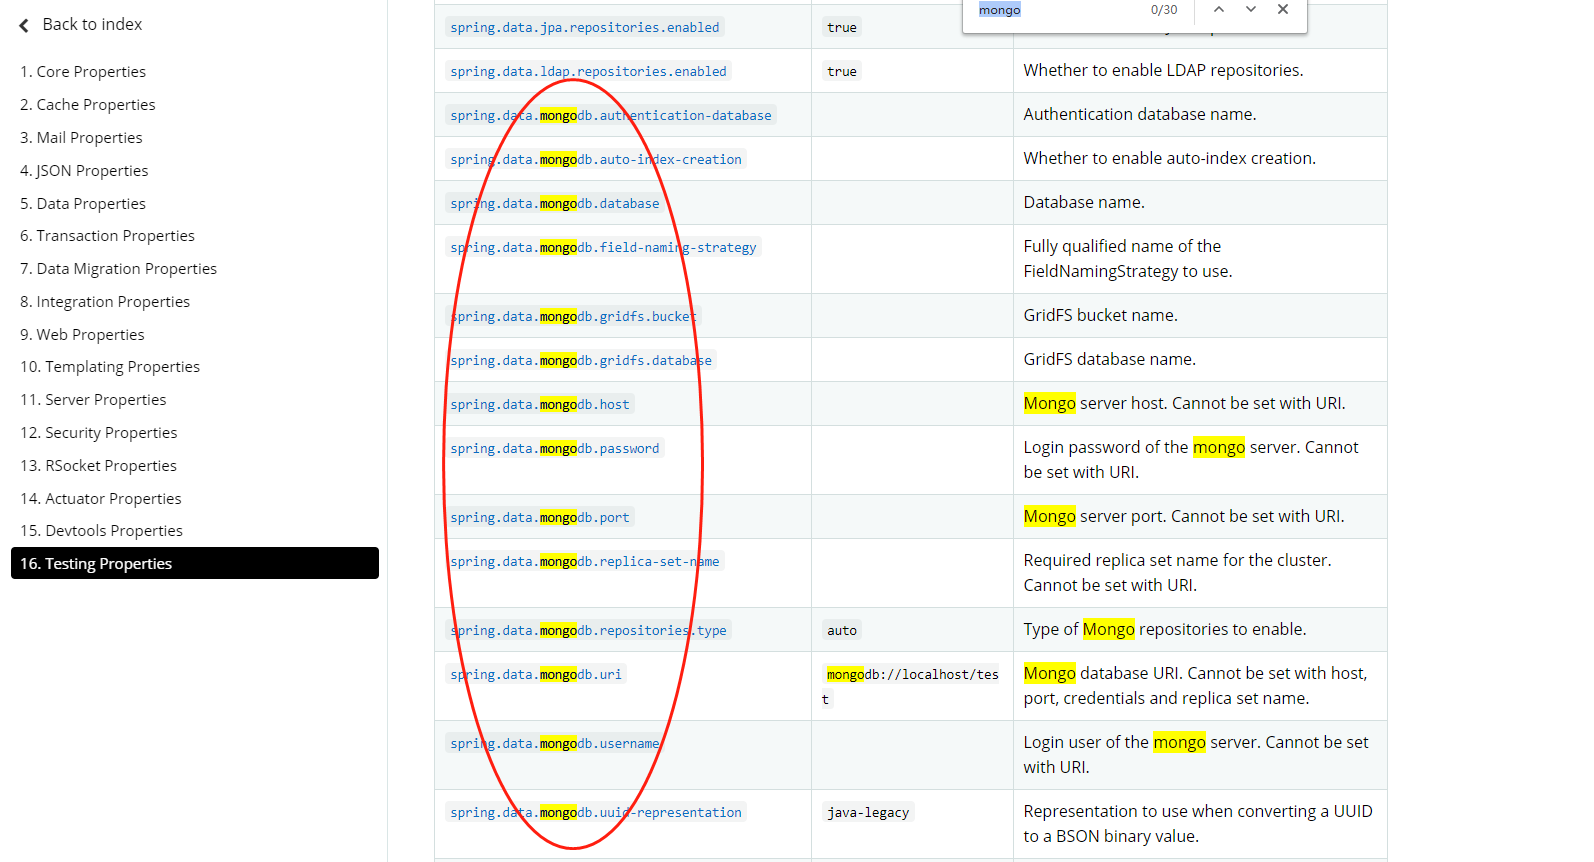 Back to index
1. Core Properties
2. Cache Properties
3. Mail Properties
4. JSON Properties
5. Data Properties
6. Transaction Properties
7. Data Migration Properties
8. Integration Properties
9. Web Properties
10. Templating Properties
11. Server Properties
12. Security Properties
13. RSocket Properties
14. Actuator Properties
15. Devtools Properties
16. Testing Properties
mongo 0/30
spring.data.jpa.repositories.enabled true
spring.data.ldap.repositories.enabled true Whether to enable LDAP repositories.
spring.data.mongodb.authentication-database Authentication database name.
spring.data.mongodb.auto-index-creation Whether to enable auto-index creation.
spring.data.mongodb.database Database name.
spring.data.mongodb.field-naming-strategy Fully qualified name of the
FieldNamingStrategy to use.
spring.data.mongodb.gridfs.bucket GridFS bucket name.
spring.data.mongodb.gridfs.database GridFS database name.
spring.data.mongodb.host Mongo server host. Cannot be set with URI.
spring.data.mongodb.password Login password of the mongo server. Cannot
be set with URI.
spring.data.mongodb.port Mongo server port. Cannot be set with URI.
spring.data.mongodb.replica-set-name Required replica set name for the cluster.
Cannot be set with URI.
spring.data.mongodb.repositories.type auto Type of Mongo repositories to enable.
spring.data.mongodb.uri mongodb://localhost/tes Mongo database URI. Cannot be set with host,
t port, credentials and replica set name.
spring.data.mongodb.username Login user of the mongo server. Cannot be set
with URI.
spring.data.mongodb.uuid-representation java-legacy Representation to use when converting a UUID
to a BSON binary value.